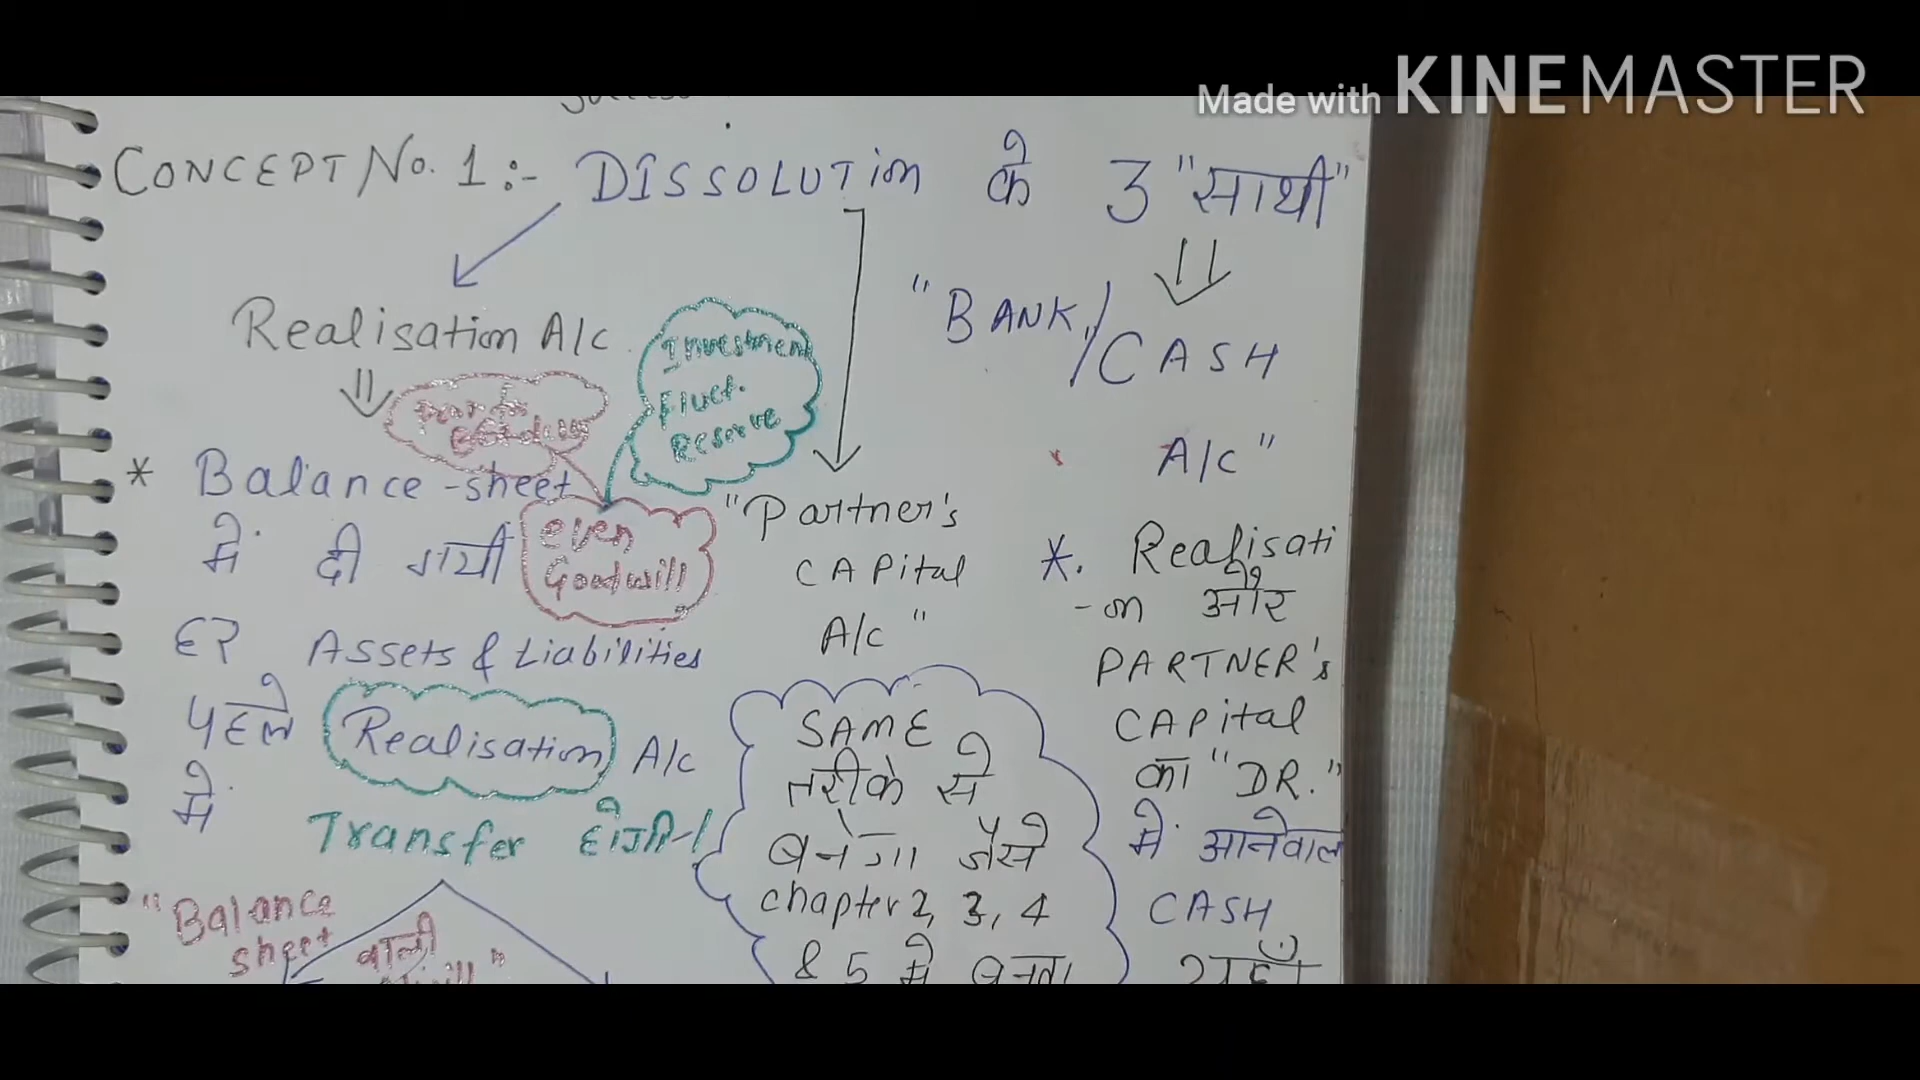 Made with KINEMASTER
CONCEPT No. 1 :- DISSOLUTION के 3 "साथी"
Realisation A/c
Investment
Fluct.
Reserve
* Balance-sheet
में दी गयी
even
Goodwill
हर Assets & Liabilities
पहले Realisation A/c
में
Transfer होगी
"Balance
sheet वाली
"Partner's
CAPital
A/c"
SAME
तरीके से
बनेगा जैसे
chapter 2, 3, 4
& 5 में बनता
"BANK/
CASH
A/c"
*. Realisati
-on और
PARTNER's
CAPital
का "DR."
में आनेवाल
CASH
यहाँ